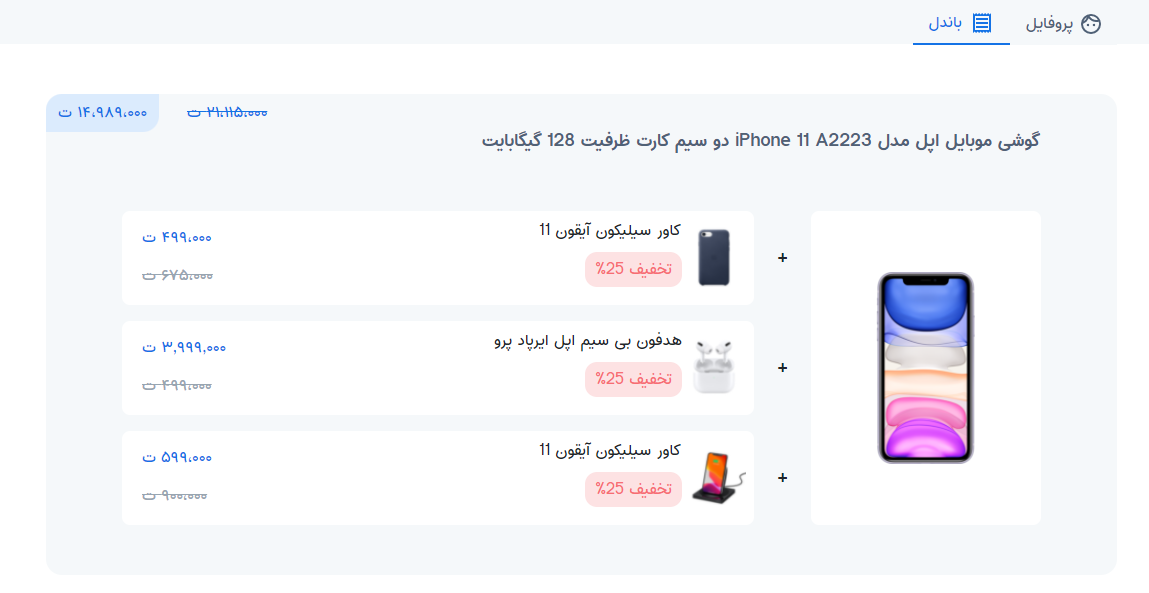 پروفایل
باندل
۲۱،۱۱۵،۰۰۰ ت
۱۴،۹۸۹،۰۰۰ ت
گوشی موبایل اپل مدل iPhone 11 A2223 دو سیم کارت ظرفیت 128 گیگابایت
+
کاور سیلیکون آیفون 11
تخفیف 25%
۴۹۹،۰۰۰ ت
۶۷۵،۰۰۰ ت
+
هدفون بی سیم اپل ایرپاد پرو
تخفیف 25%
۳,۹۹۹,۰۰۰ ت
۴۹۹،۰۰۰ ت
+
کاور سیلیکون آیفون 11
تخفیف 25%
۵۹۹،۰۰۰ ت
۹۰۰،۰۰۰ ت